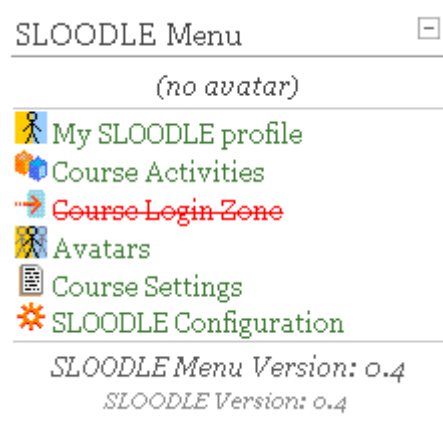 SLOODLE Menu
(no avatar)
My SLOODLE profile
Course Activities
Course Login Zone
Avatars
Course Settings
SLOODLE Configuration
SLOODLE Menu Version: 0.4
SLOODLE Version: 0.4